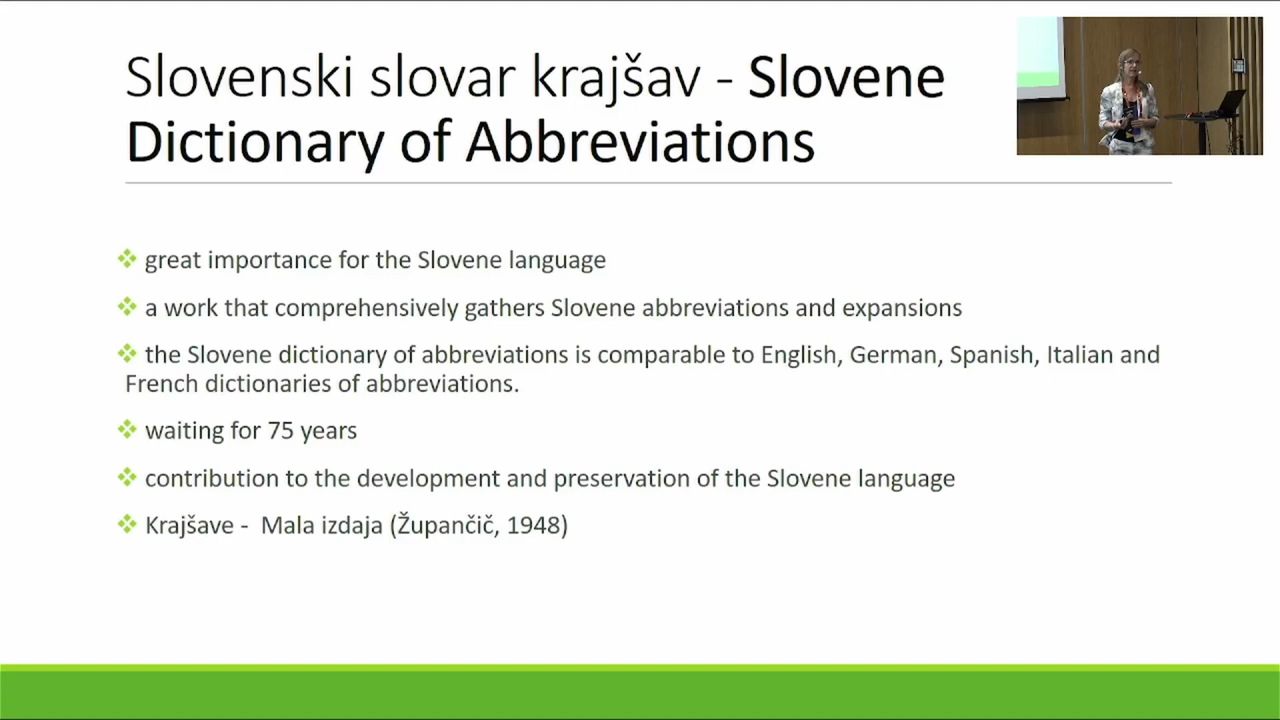 Slovenski slovar krajšav - Slovene
Dictionary of Abbreviations
great importance for the Slovene language
a work that comprehensively gathers Slovene abbreviations and expansions
the Slovene dictionary of abbreviations is comparable to English, German, Spanish, Italian and
French dictionaries of abbreviations.
waiting for 75 years
contribution to the development and preservation of the Slovene language
Krajšave - Mala izdaja (Župančič, 1948)